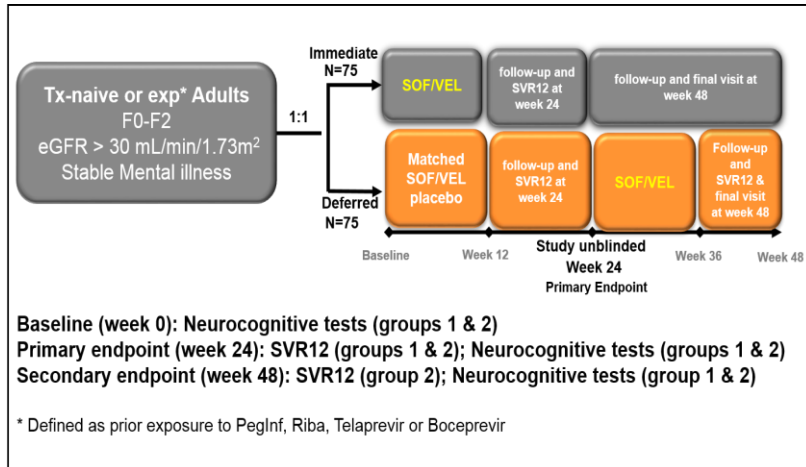 Tx-naive or exp* Adults
F0-F2
eGFR > 30 mL/min/1.73m²
Stable Mental illness
1:1
Immediate
N=75
Deferred
N=75
SOF/VEL
follow-up and
SVR12 at
week 24
follow-up and final visit at
week 48
Matched
SOF/VEL
placebo
follow-up and
SVR12 at
week 24
SOF/VEL
Follow-up
and
SVR12 &
final visit
at week 48
Baseline
Week 12
Study unblinded
Week 24
Primary Endpoint
Week 36
Week 48
Baseline (week 0): Neurocognitive tests (groups 1 & 2)
Primary endpoint (week 24): SVR12 (groups 1 & 2); Neurocognitive tests (groups 1 & 2)
Secondary endpoint (week 48): SVR12 (group 2); Neurocognitive tests (group 1 & 2)
* Defined as prior exposure to PegInf, Riba, Telaprevir or Boceprevir